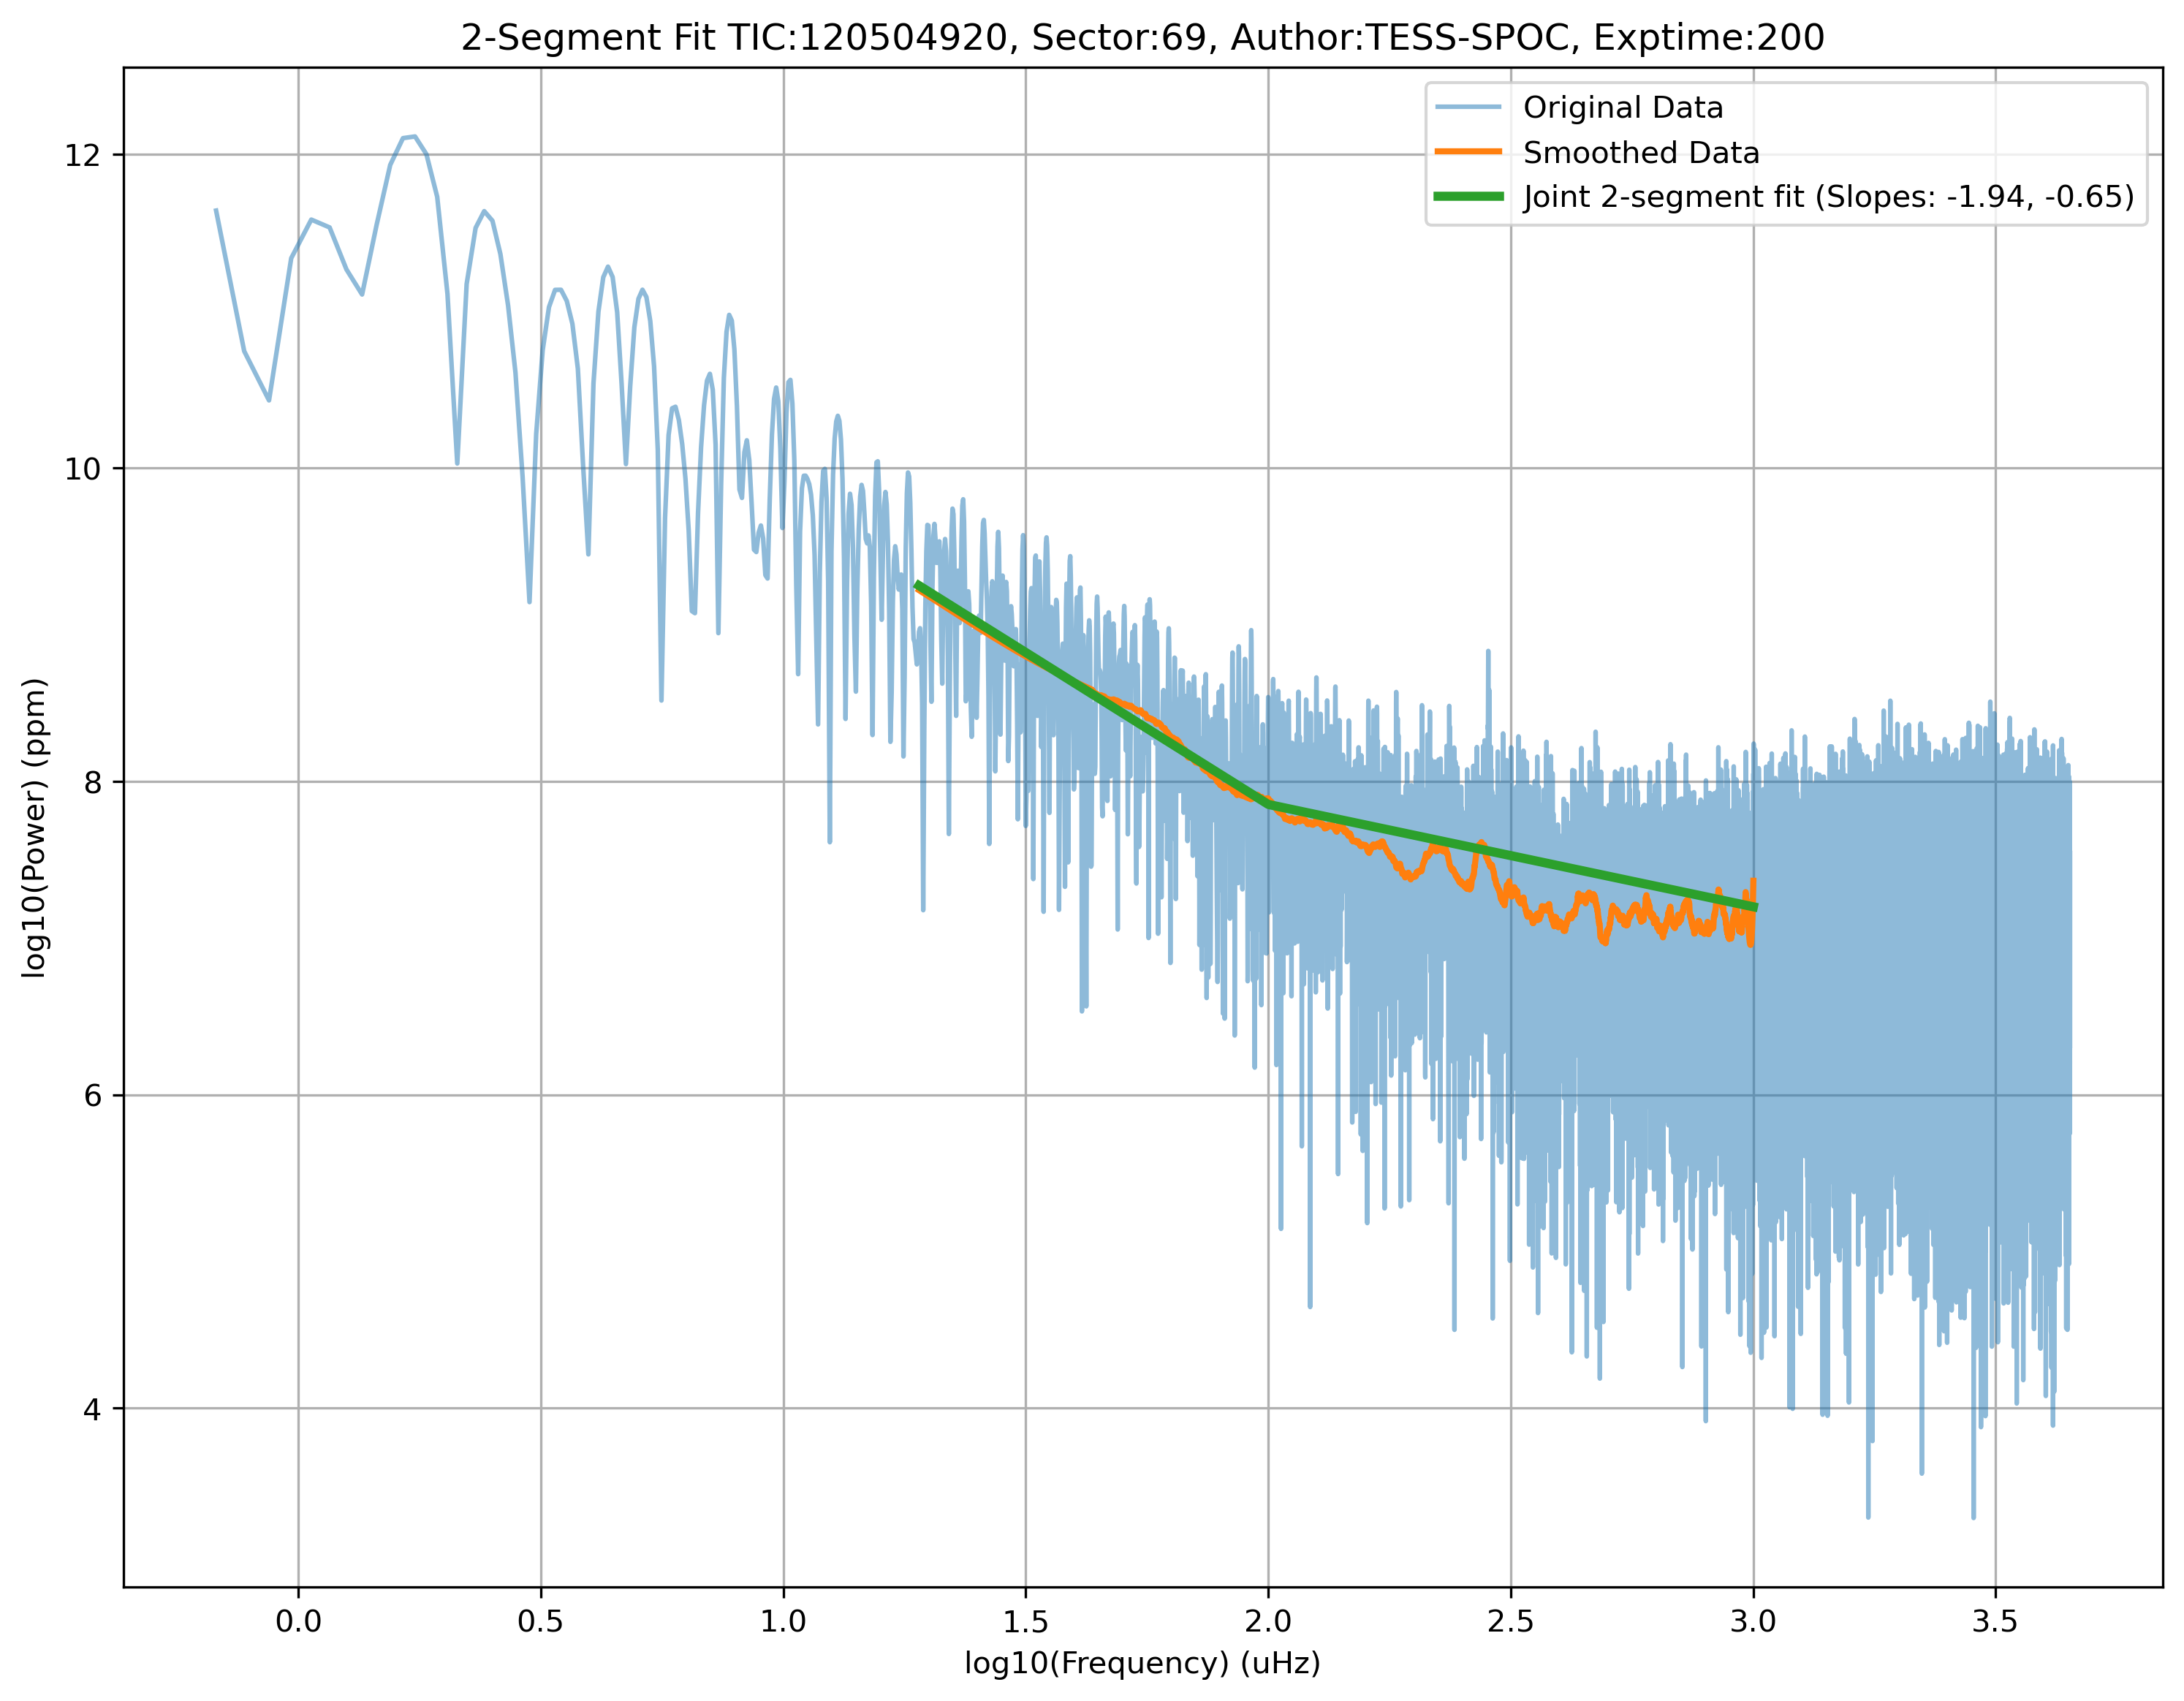 2-Segment Fit TIC:120504920, Sector:69, Author:TESS-SPOC, Exptime:200
Original Data
Smoothed Data
Joint 2-segment fit (Slopes: -1.94, -0.65)
log10(Power) (ppm)
12
10
8
6
4
0.0 0.5 1.0 1.5 2.0 2.5 3.0 3.5
log10(Frequency) (uHz)